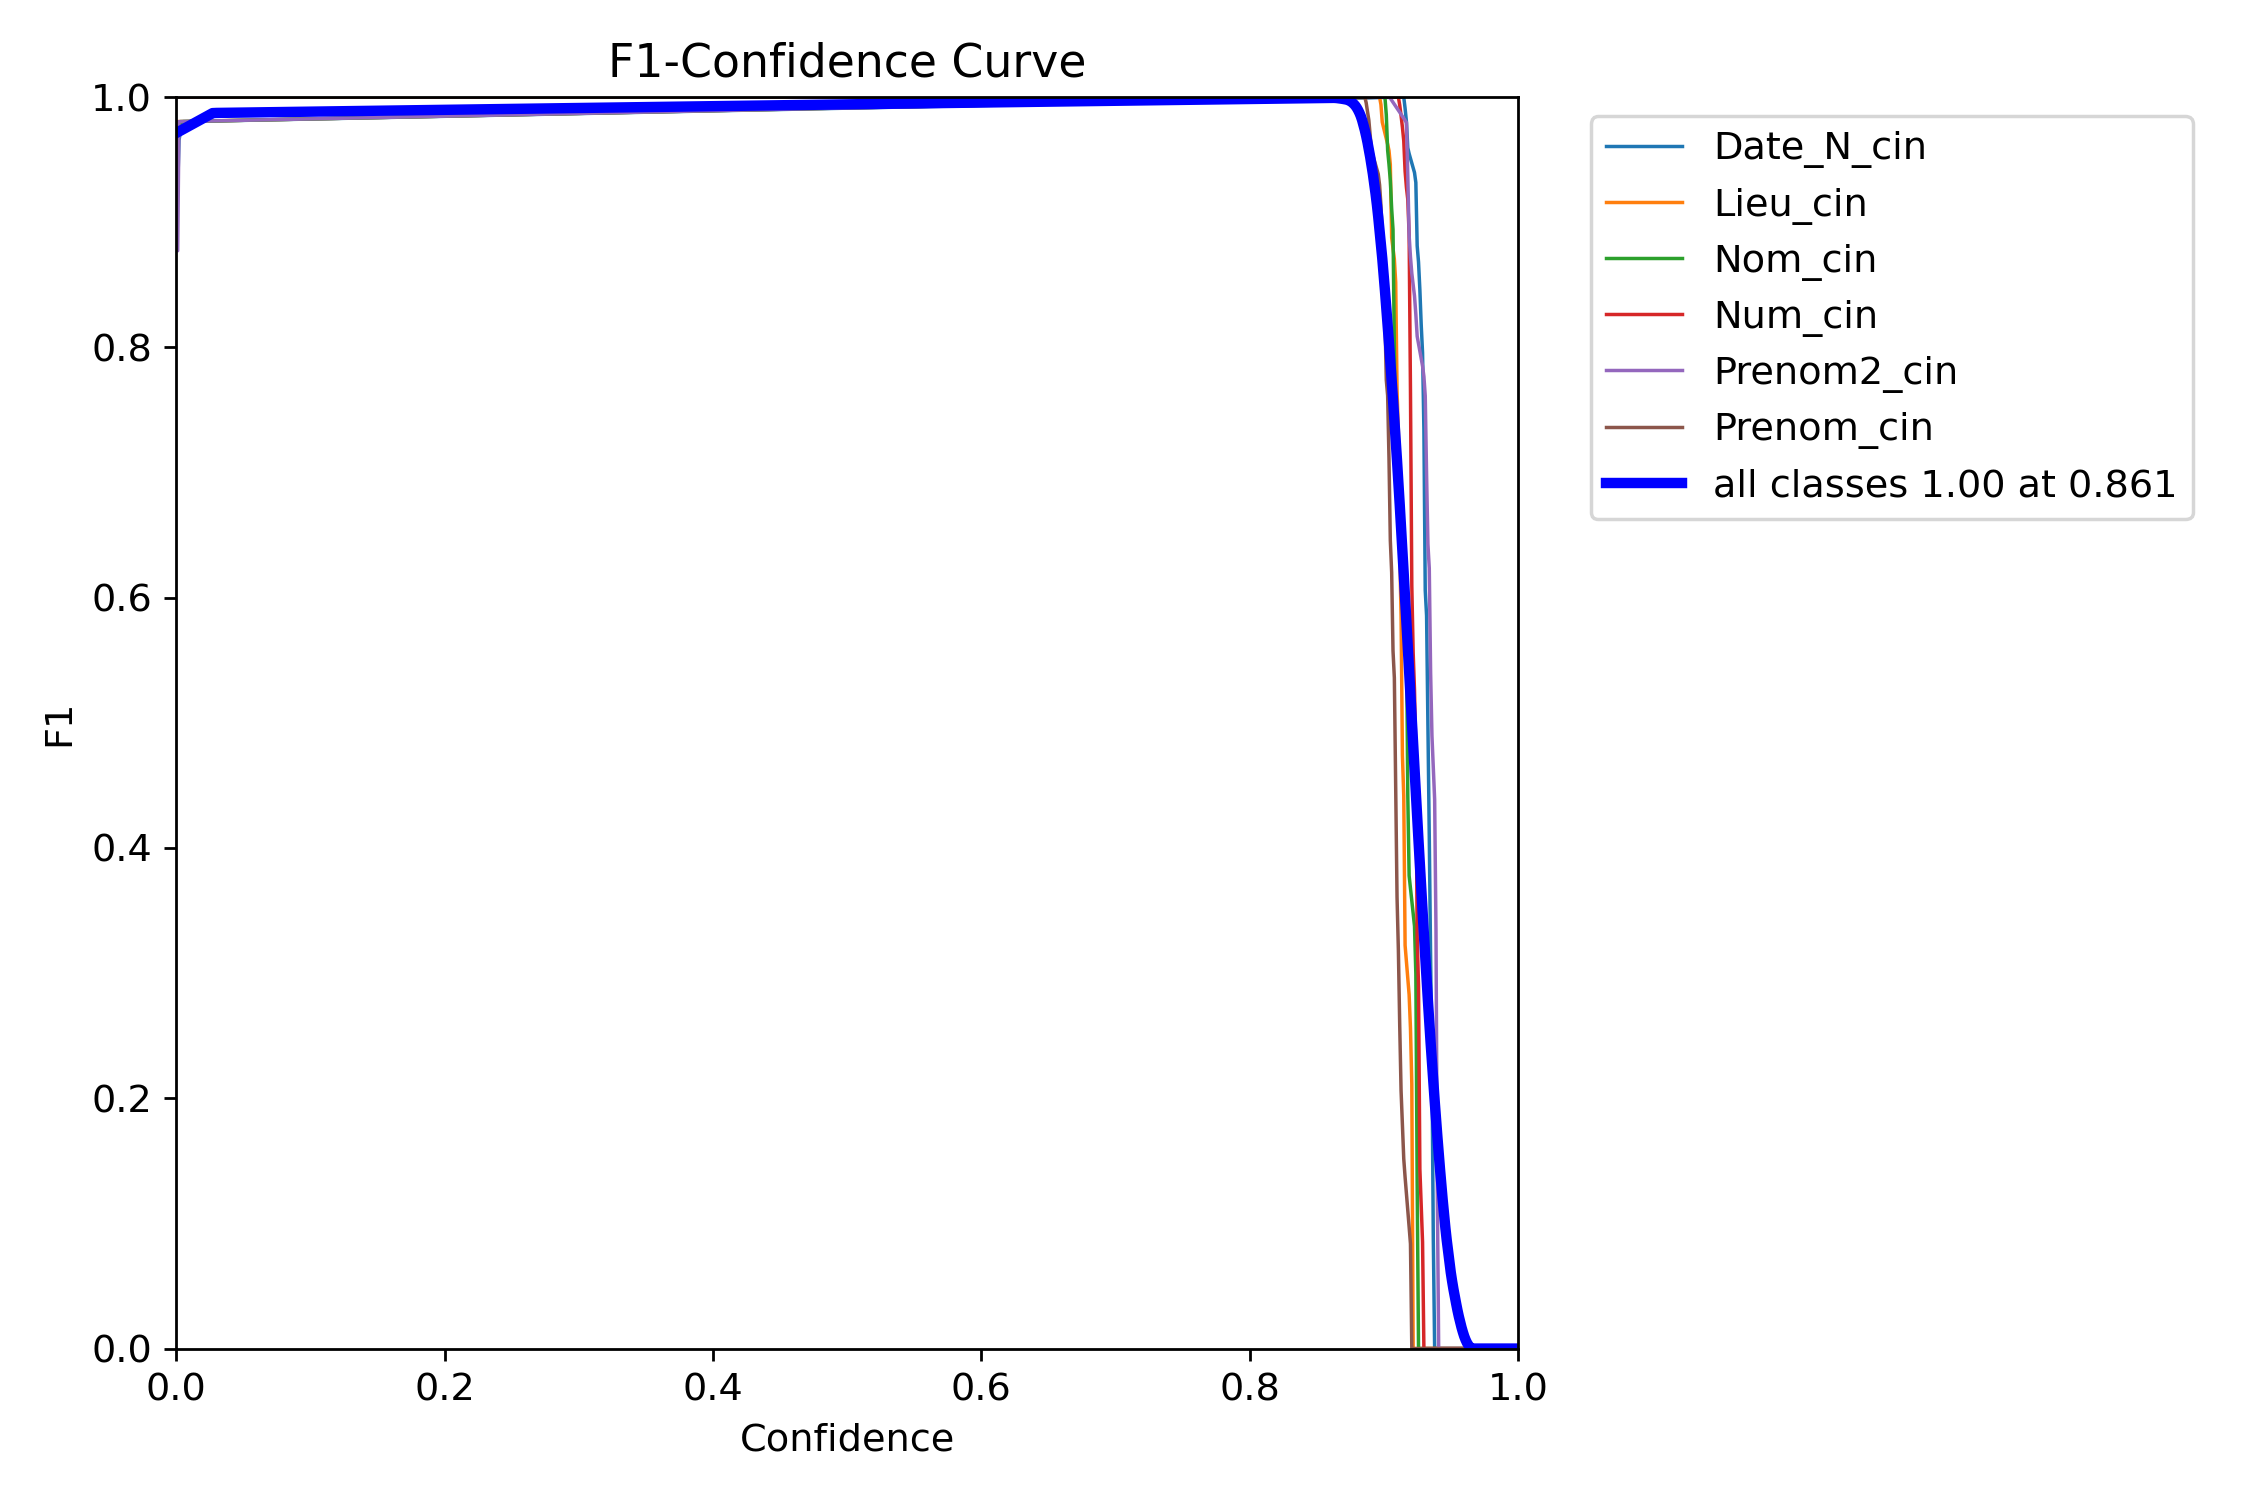 F1-Confidence Curve
1.0
0.8
0.6
0.4
0.2
0.0
F1
0.0 0.2 0.4 0.6 0.8 1.0
Confidence
Date_N_cin
Lieu_cin
Nom_cin
Num_cin
Prenom2_cin
Prenom_cin
all classes 1.00 at 0.861